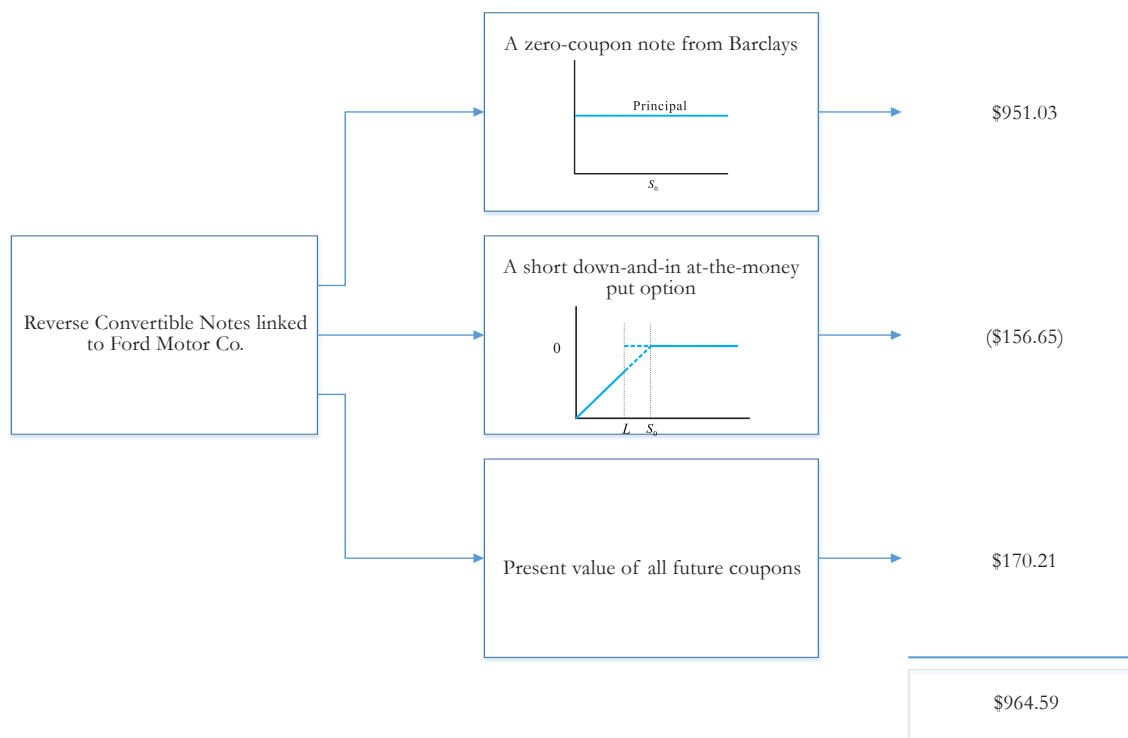 A zero-coupon note from Barclays
Principal
S₀
$951.03
Reverse Convertible Notes linked
to Ford Motor Co.
A short down-and-in at-the-money
put option
0
L S₀
($156.65)
Present value of all future coupons
$170.21
$964.59